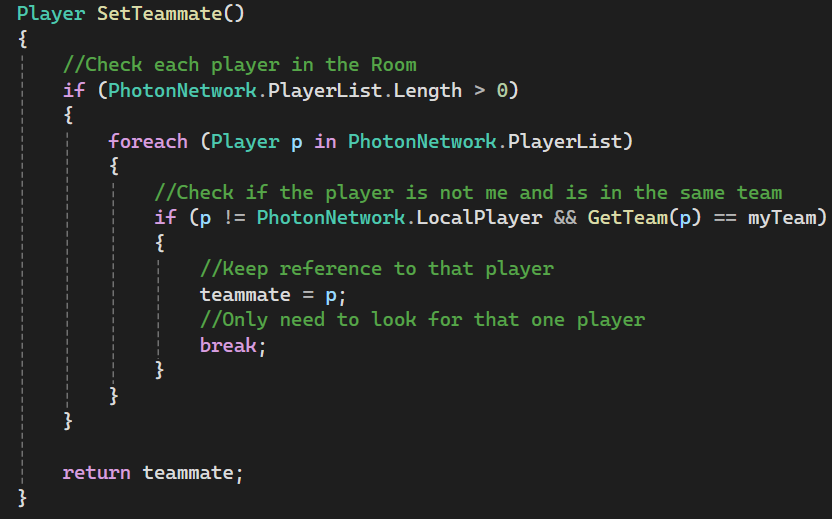 Player SetTeammate()
{
//Check each player in the Room
if (PhotonNetwork.PlayerList.Length > 0)
{
foreach (Player p in PhotonNetwork.PlayerList)
{
//Check if the player is not me and is in the same team
if (p != PhotonNetwork.LocalPlayer && GetTeam(p) == myTeam)
{
//Keep reference to that player
teammate = p;
//Only need to look for that one player
break;
}
}
}
return teammate;
}